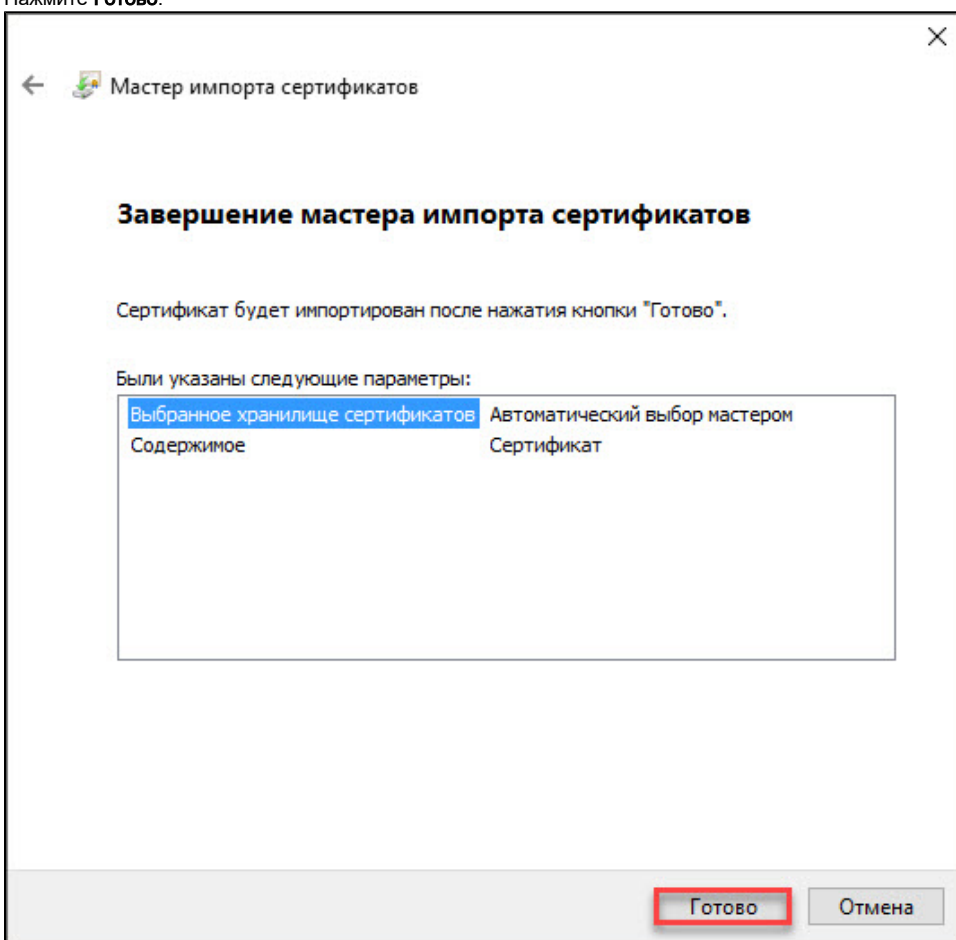 Нажмите Готово.
Мастер импорта сертификатов
Завершение мастера импорта сертификатов
Сертификат будет импортирован после нажатия кнопки "Готово".
Были указаны следующие параметры:
Выбранное хранилище сертификатов Автоматический выбор мастером
Содержимое Сертификат
Готово Отмена